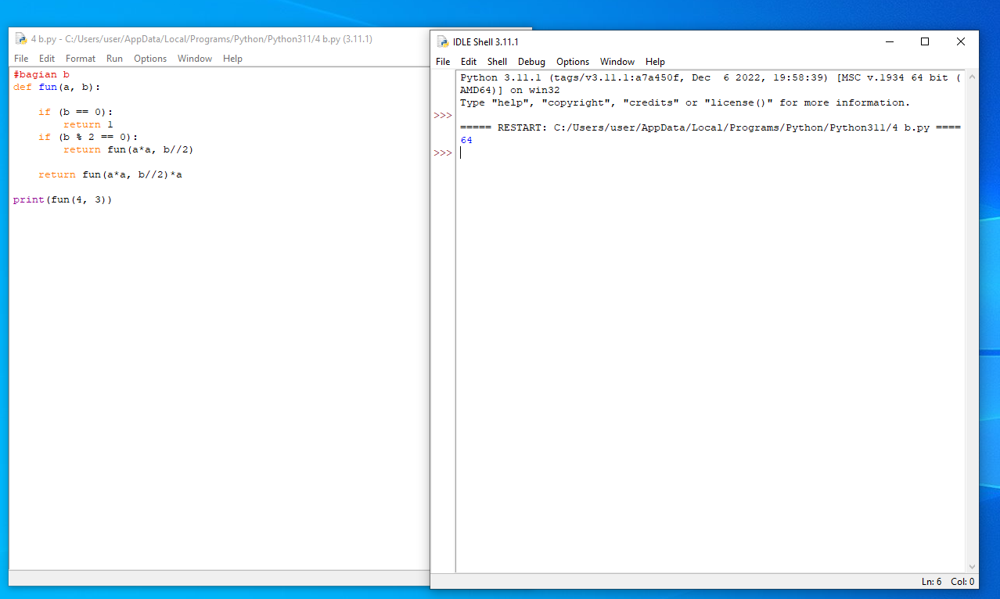 4 b.py - C:/Users/user/AppData/Local/Programs/Python/Python311/4 b.py (3.11.1)
File Edit Format Run Options Window Help
#bagian b
def fun(a, b):
    if (b == 0):
        return 1
    if (b % 2 == 0):
        return fun(a*a, b//2)
    return fun(a*a, b//2)*a
print(fun(4, 3))
IDLE Shell 3.11.1
File Edit Shell Debug Options Window Help
Python 3.11.1 (tags/v3.11.1:a7a450f, Dec  6 2022, 19:58:39) [MSC v.1934 64 bit (
AMD64)] on win32
Type "help", "copyright", "credits" or "license()" for more information.
>>>
===== RESTART: C:/Users/user/AppData/Local/Programs/Python/Python311/4 b.py ====
64
>>>
Ln: 6 Col: 0